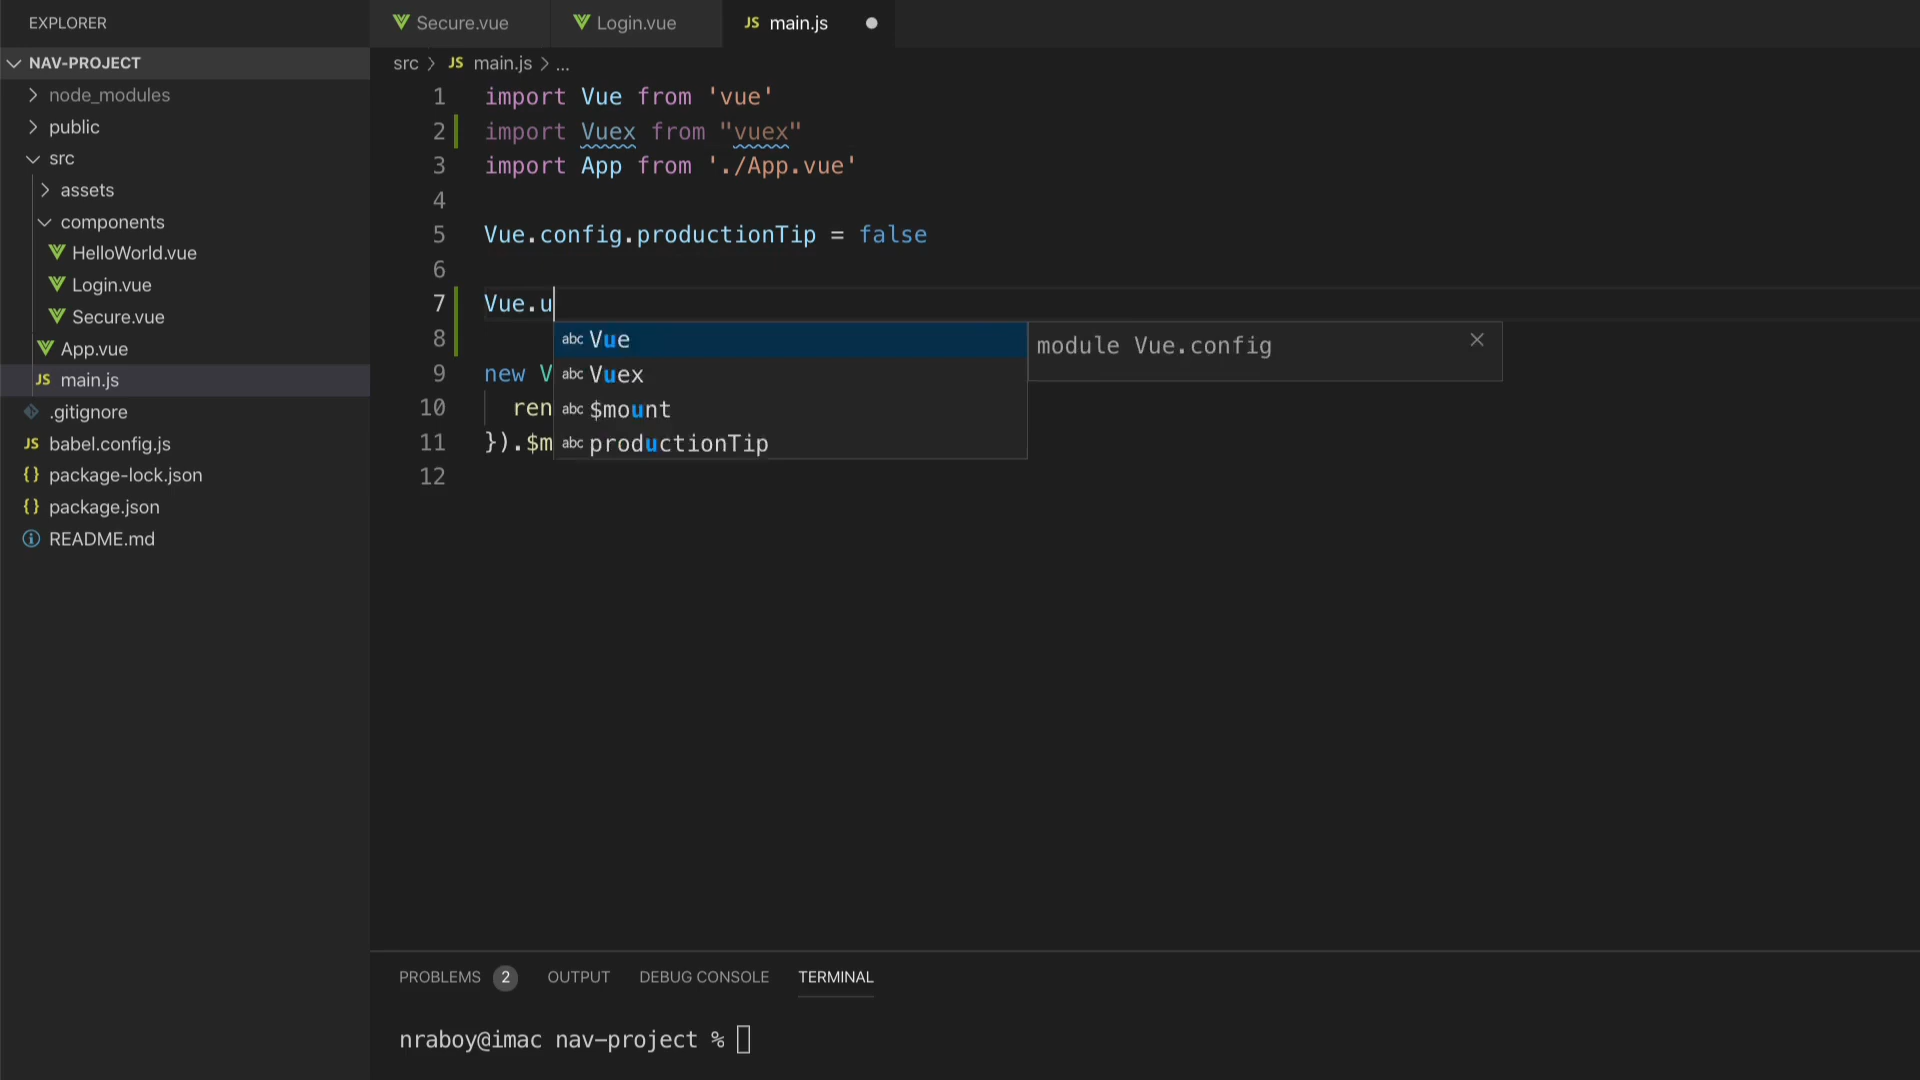 EXPLORER
NAV-PROJECT
node_modules
public
src
assets
components
HelloWorld.vue
Login.vue
Secure.vue
App.vue
JS main.js
.gitignore
JS babel.config.js
{} package-lock.json
{} package.json
README.md
Secure.vue
Login.vue
JS main.js
src > JS main.js > ...
1 import Vue from 'vue'
2 import Vuex from "vuex"
3 import App from './App.vue'
4
5 Vue.config.productionTip = false
6
7 Vue.u
8
9 new V
10 ren
11 }).$m
12
abc Vue
abc Vuex
abc $mount
abc productionTip
module Vue.config
PROBLEMS 2 OUTPUT DEBUG CONSOLE TERMINAL
nraboy@imac nav-project %